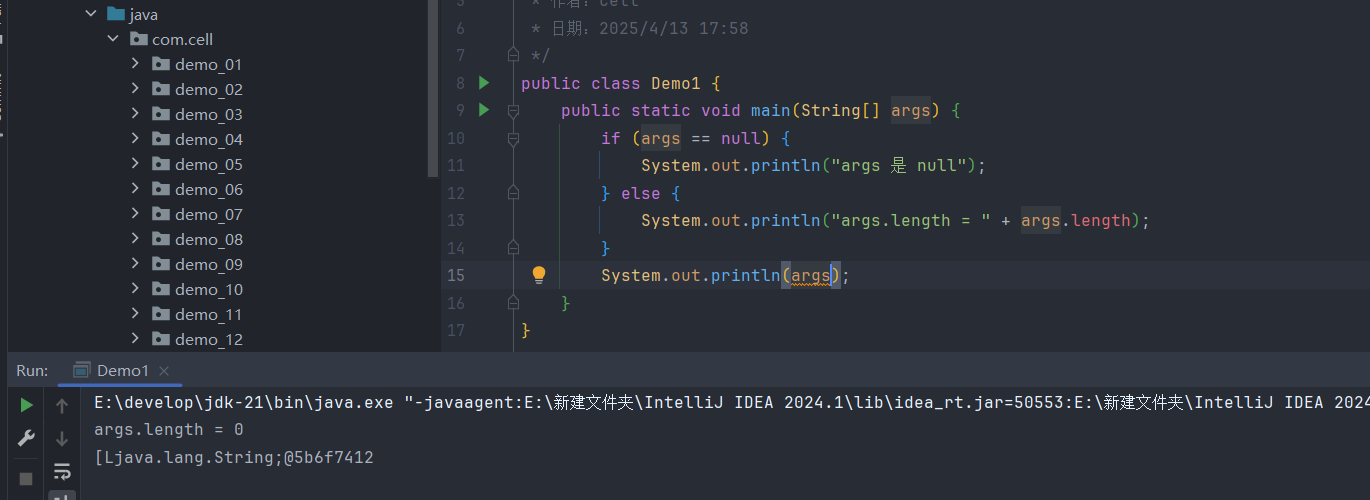 java
com.cell
demo_01
demo_02
demo_03
demo_04
demo_05
demo_06
demo_07
demo_08
demo_09
demo_10
demo_11
demo_12
* 作者：Cell
6 * 日期：2025/4/13 17:58
7 */
8 public class Demo1 {
9 public static void main(String[] args) {
10 if (args == null) {
11 System.out.println("args 是 null");
12 } else {
13 System.out.println("args.length = " + args.length);
14 }
15 System.out.println(args);
16 }
17 }
Run: Demo1
E:\develop\jdk-21\bin\java.exe "-javaagent:E:\新建文件夹\IntelliJ IDEA 2024.1\lib\idea_rt.jar=50553:E:\新建文件夹\IntelliJ IDEA 2024
args.length = 0
[Ljava.lang.String;@5b6f7412